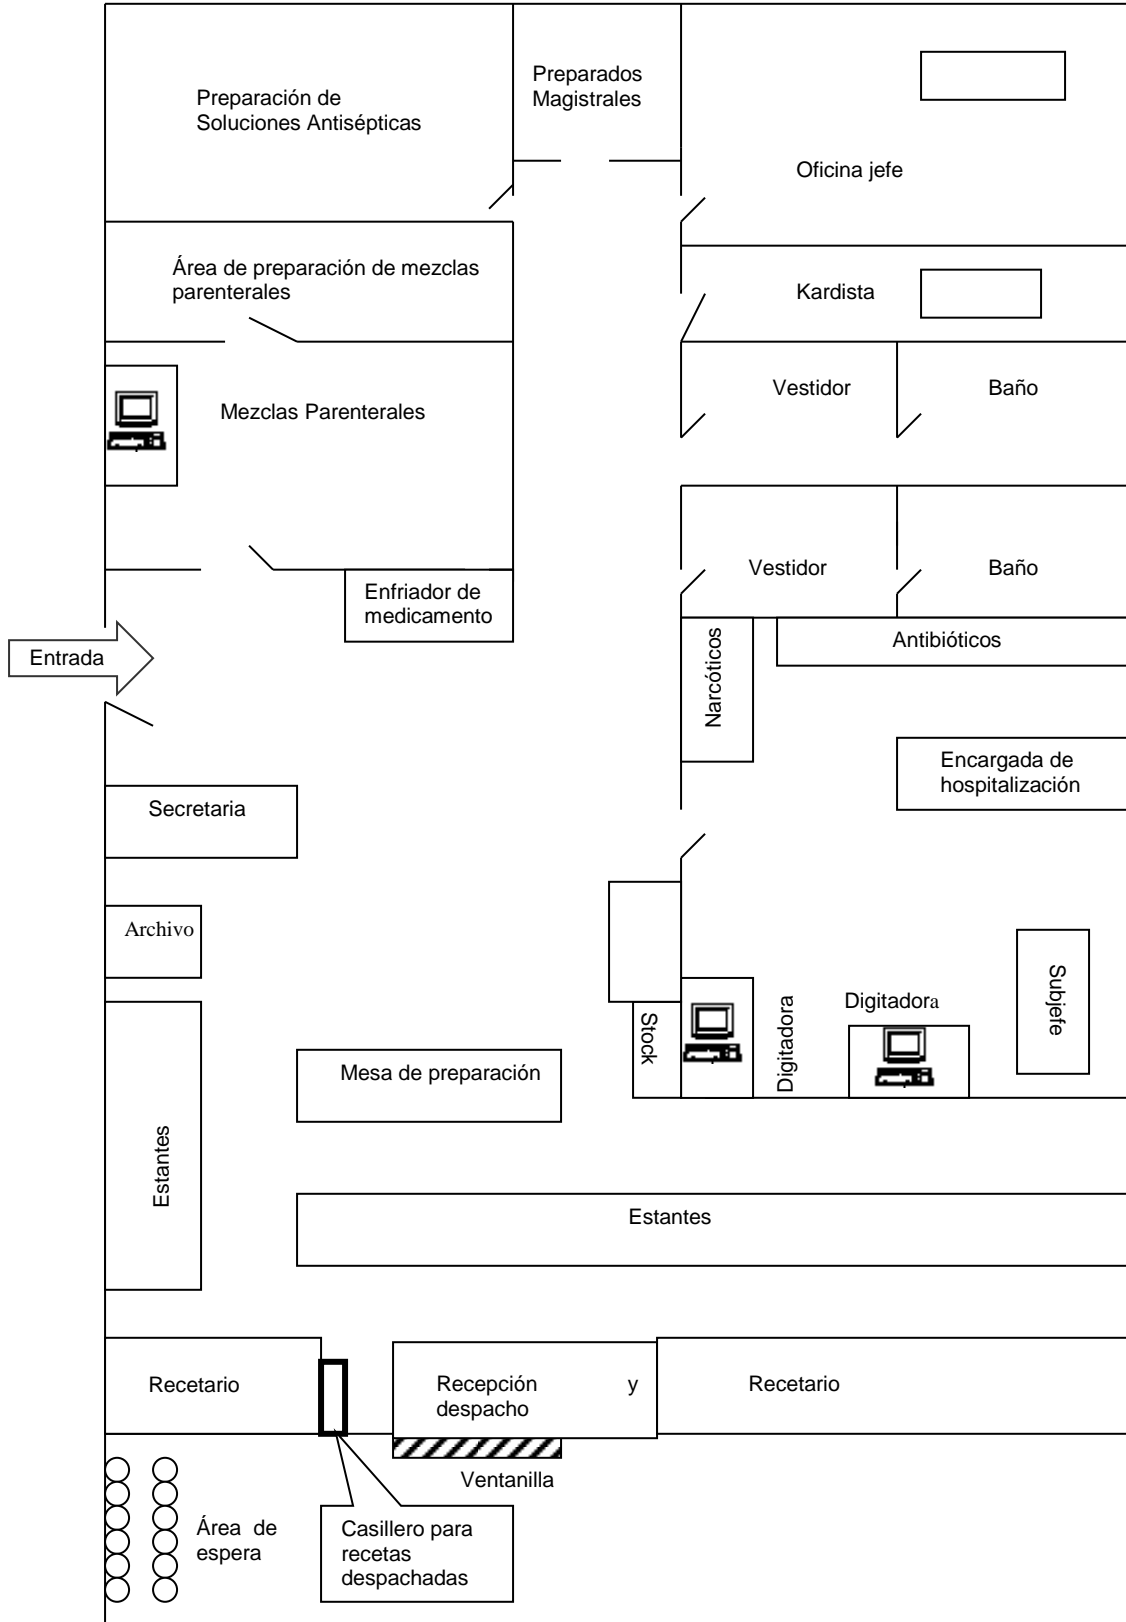 Preparación de
Soluciones Antisépticas
Preparados
Magistrales
Oficina jefe
Área de preparación de mezclas
parenterales
Kardista
Mezclas Parenterales
Vestidor
Baño
Vestidor
Baño
Enfriador de
medicamento
Entrada
Narcóticos
Antibióticos
Encargada de
hospitalización
Secretaria
Archivo
Stock
Digitadora
Digitadora
Subjefe
Mesa de preparación
Estantes
Estantes
Recetario
Recepción y
despacho
Recetario
Ventanilla
Área de
espera
Casillero para
recetas
despachadas